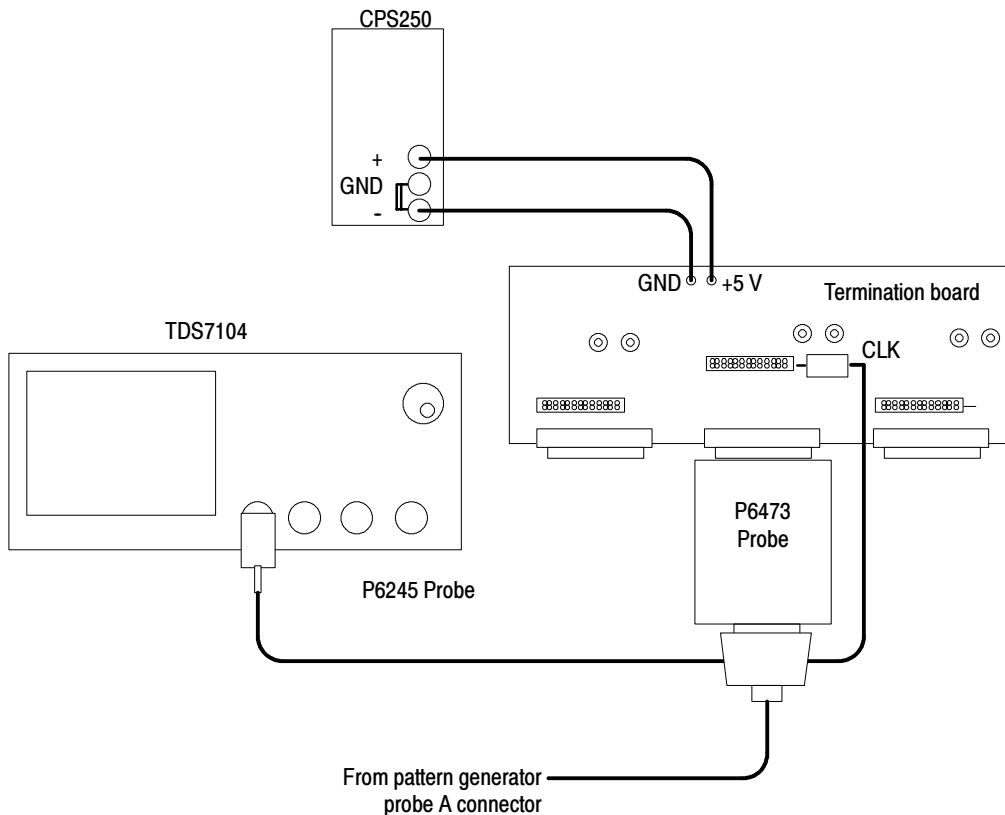 CPS250
+
GND
-
GND
+5 V
Termination board
TDS7104
CLK
P6473
Probe
P6245 Probe
From pattern generator
probe A connector